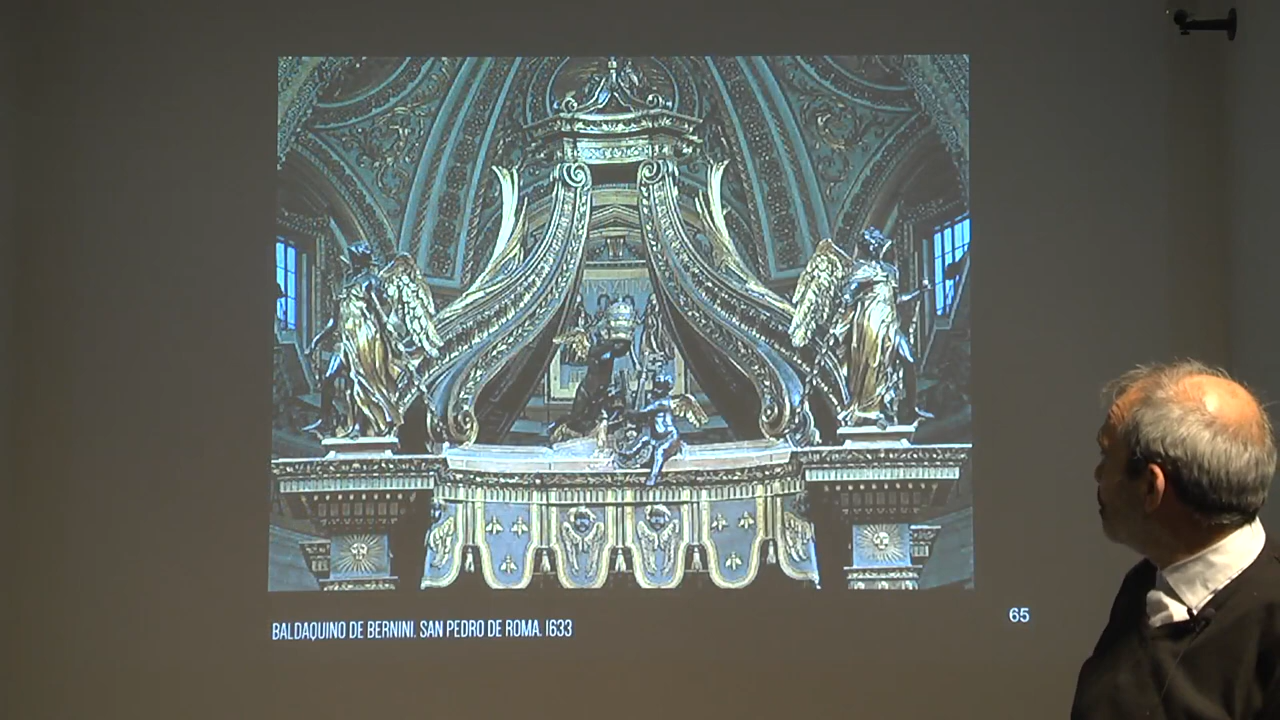 BALDAQUINO DE BERNINI. SAN PEDRO DE ROMA. 1633
65